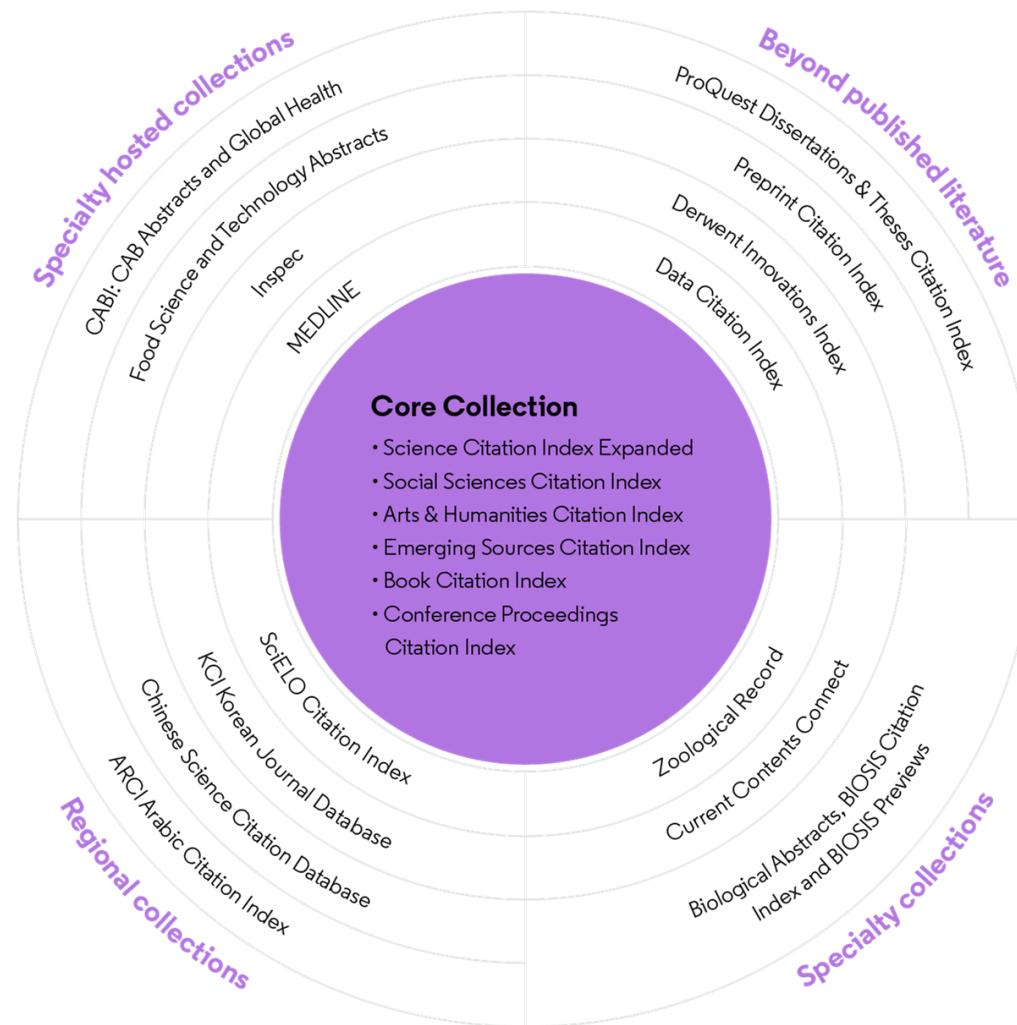 Specialty hosted collections
CABI: CAB Abstracts and Global Health
Food Science and Technology Abstracts
Inspec
MEDLINE
Beyond published literature
ProQuest Dissertations & Theses Citation Index
Preprint Citation Index
Derwent Innovations Index
Data Citation Index
Core Collection
• Science Citation Index Expanded
• Social Sciences Citation Index
• Arts & Humanities Citation Index
• Emerging Sources Citation Index
• Book Citation Index
• Conference Proceedings
Citation Index
SciELO Citation Index
KCI Korean Journal Database
Chinese Science Citation Database
ARCI Arabic Citation Index
Regional collections
Zoological Record
Current Contents Connect
Biological Abstracts, BIOSIS Citation
Index and BIOSIS Previews
Specialty collections